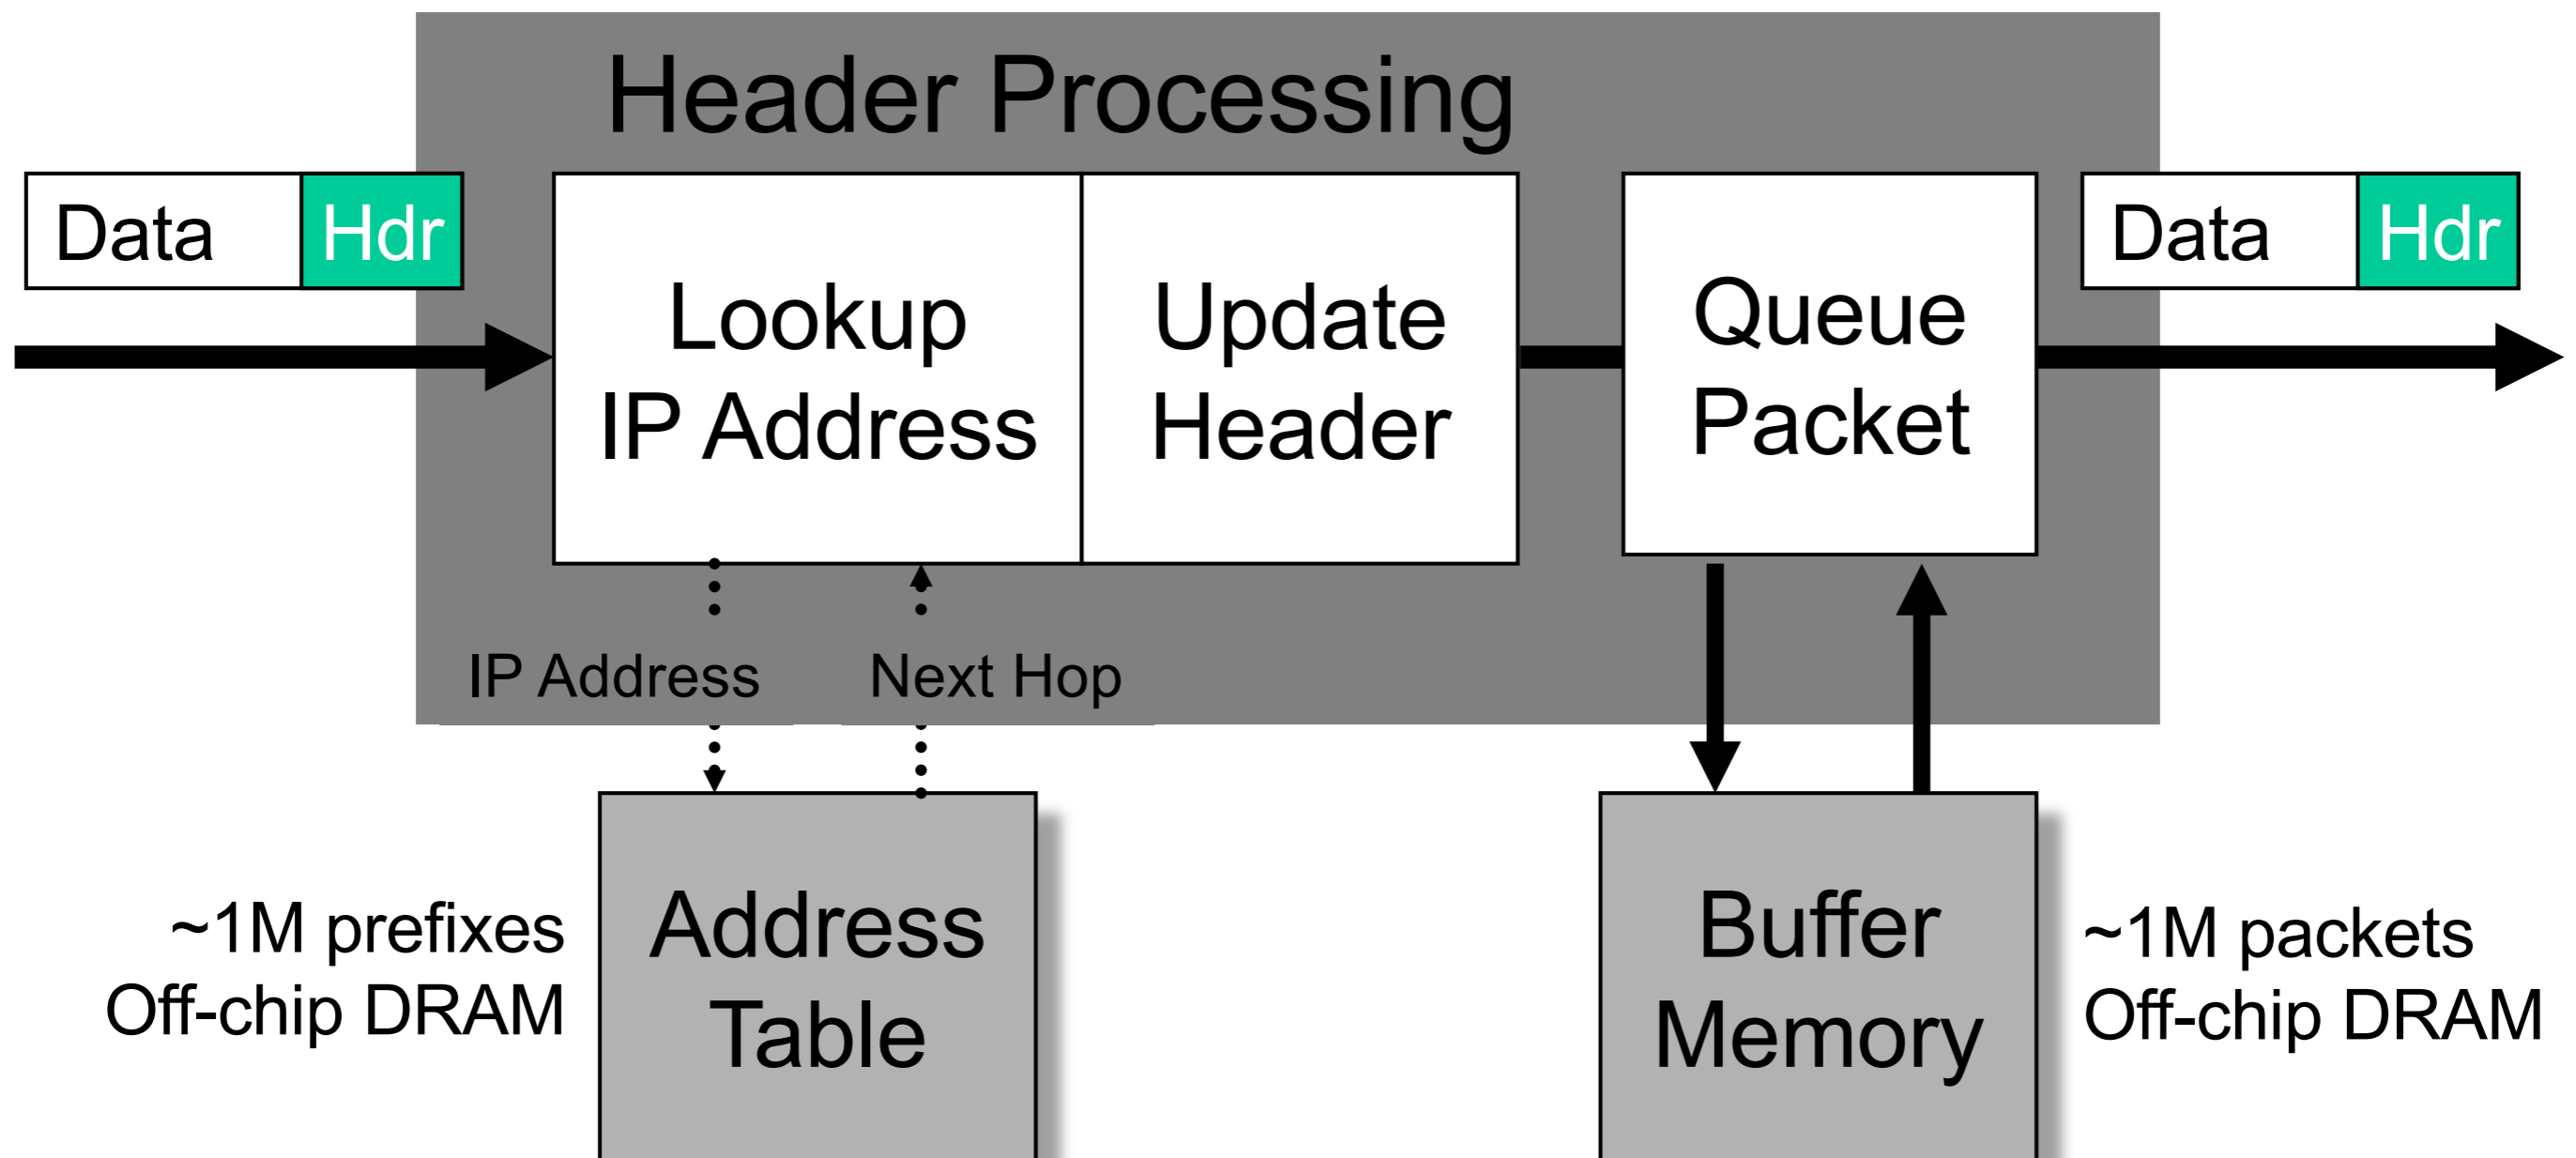 Header Processing
Data Hdr
Lookup
IP Address
Update
Header
Queue
Packet
Data Hdr
IP Address
Next Hop
~1M prefixes
Off-chip DRAM
Address
Table
Buffer
Memory
~1M packets
Off-chip DRAM